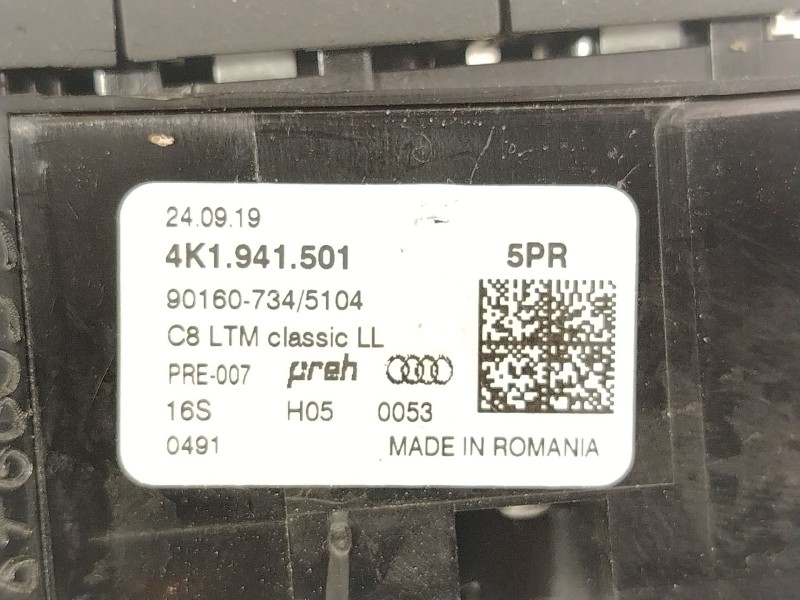 24.09.19
4K1.941.501 5PR
90160-734/5104
C8 LTM classic LL
PRE-007 preh
16S H05 0053
0491 MADE IN ROMANIA